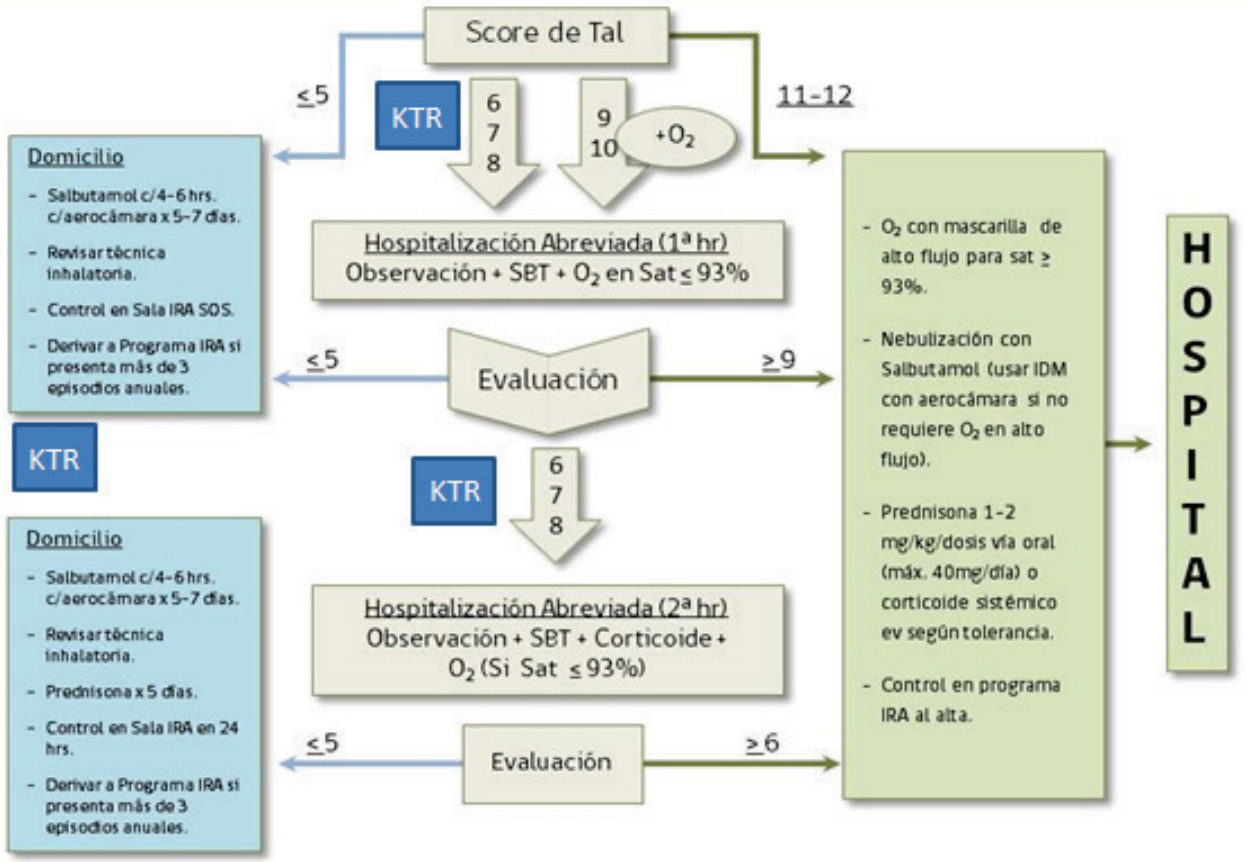 Score de Tal
≤5
KTR
6
7
8
9
10
+O₂
11-12
Domicilio
- Salbutamol c/4-6 hrs.
c/aerocámara x 5-7 días.
- Revisar técnica
inhalatoria.
- Control en Sala IRA SOS.
- Derivar a Programa IRA si
presenta más de 3
episodios anuales.
Hospitalización Abreviada (1ª hr)
Observación + SBT + O₂ en Sat ≤ 93%
≤5
Evaluación
≥9
KTR
KTR
6
7
8
Domicilio
- Salbutamol c/4-6 hrs.
c/aerocámara x 5-7 días.
- Revisar técnica
inhalatoria.
- Prednisona x 5 días.
- Control en Sala IRA en 24
hrs.
- Derivar a Programa IRA si
presenta más de 3
episodios anuales.
Hospitalización Abreviada (2ª hr)
Observación + SBT + Corticoide +
O₂ (Si Sat ≤ 93%)
≤5
Evaluación
≥6
- O₂ con mascarilla de
alto flujo para sat ≥
93%.
- Nebulización con
Salbutamol (usar IDM
con aerocámara si no
requiere O₂ en alto
flujo).
- Prednisona 1-2
mg/kg/dosis vía oral
(máx. 40mg/día) o
corticoide sistémico
ev según tolerancia.
- Control en programa
IRA al alta.
H
O
S
P
I
T
A
L